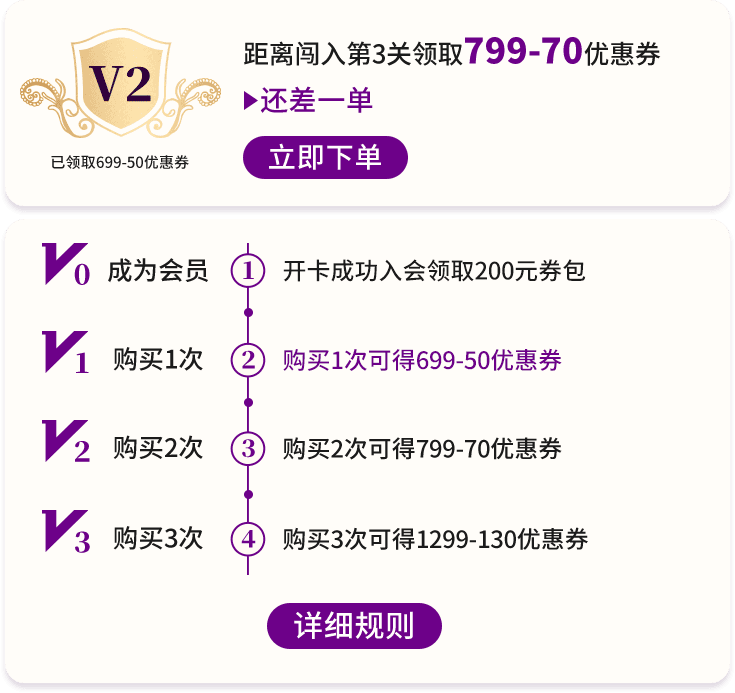 V2
已领取699-50优惠券
距离闯入第3关领取799-70优惠券
还差一单
立即下单
V0 成为会员 1 开卡成功入会领取200元券包
V1 购买1次 2 购买1次可得699-50优惠券
V2 购买2次 3 购买2次可得799-70优惠券
V3 购买3次 4 购买3次可得1299-130优惠券
详细规则